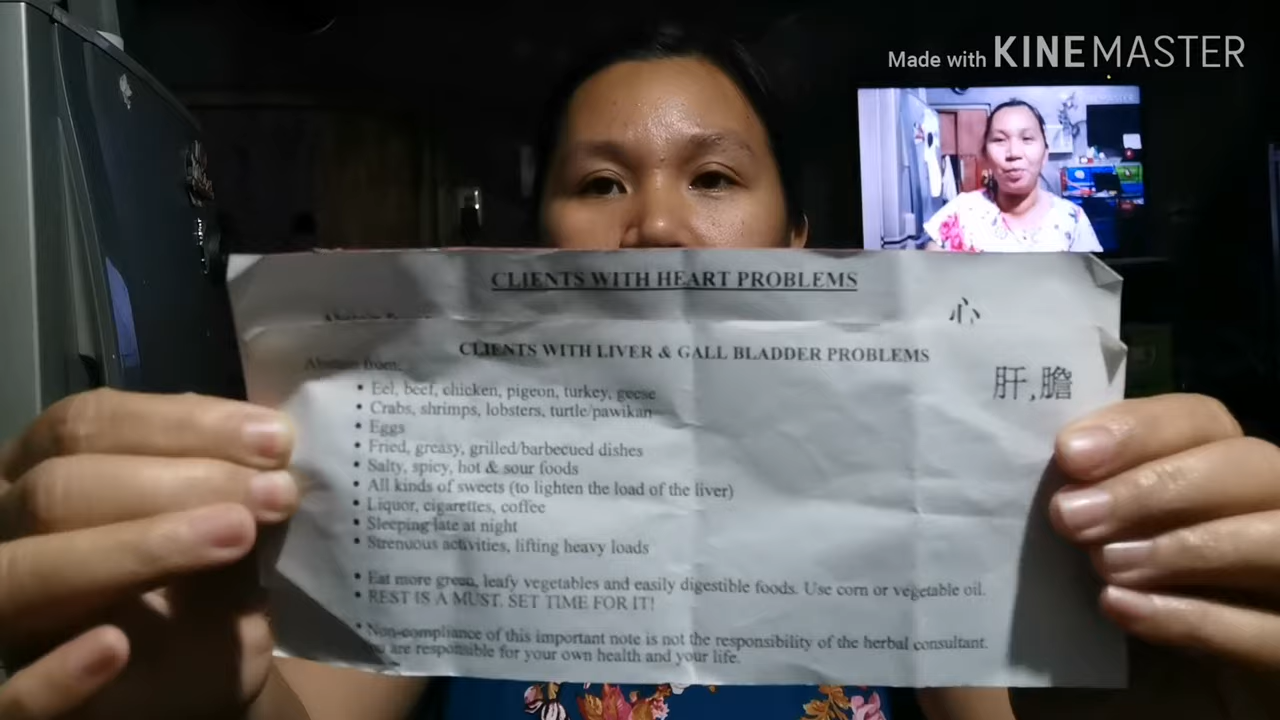 Made with KINEMASTER
CLIENTS WITH HEART PROBLEMS
心
CLIENTS WITH LIVER & GALL BLADDER PROBLEMS
肝,膽
Abstain from:
• Eel, beef, chicken, pigeon, turkey, geese
• Crabs, shrimps, lobsters, turtle/pawikan
• Eggs
• Fried, greasy, grilled/barbecued dishes
• Salty, spicy, hot & sour foods
• All kinds of sweets (to lighten the load of the liver)
• Liquor, cigarettes, coffee
• Sleeping late at night
• Strenuous activities, lifting heavy loads
• Eat more green, leafy vegetables and easily digestible foods. Use corn or vegetable oil.
• REST IS A MUST. SET TIME FOR IT!
• Non-compliance of this important note is not the responsibility of the herbal consultant.
You are responsible for your own health and your life.